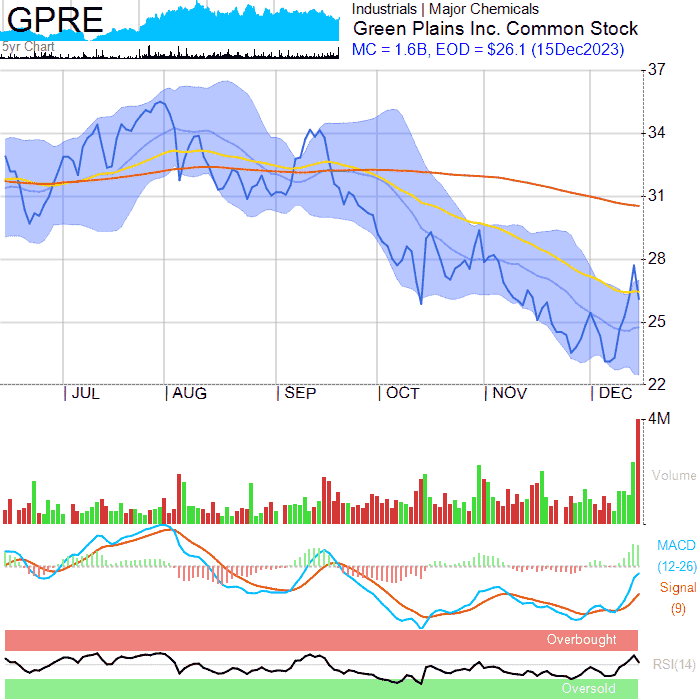 GPRE
5yr Chart
Industrials | Major Chemicals
Green Plains Inc. Common Stock
MC = 1.6B, EOD = $26.1 (15Dec2023)
37
34
31
28
25
22
JUL AUG SEP OCT NOV DEC
4M
Volume
MACD
(12-26)
Signal
(9)
Overbought
RSI(14)
Oversold